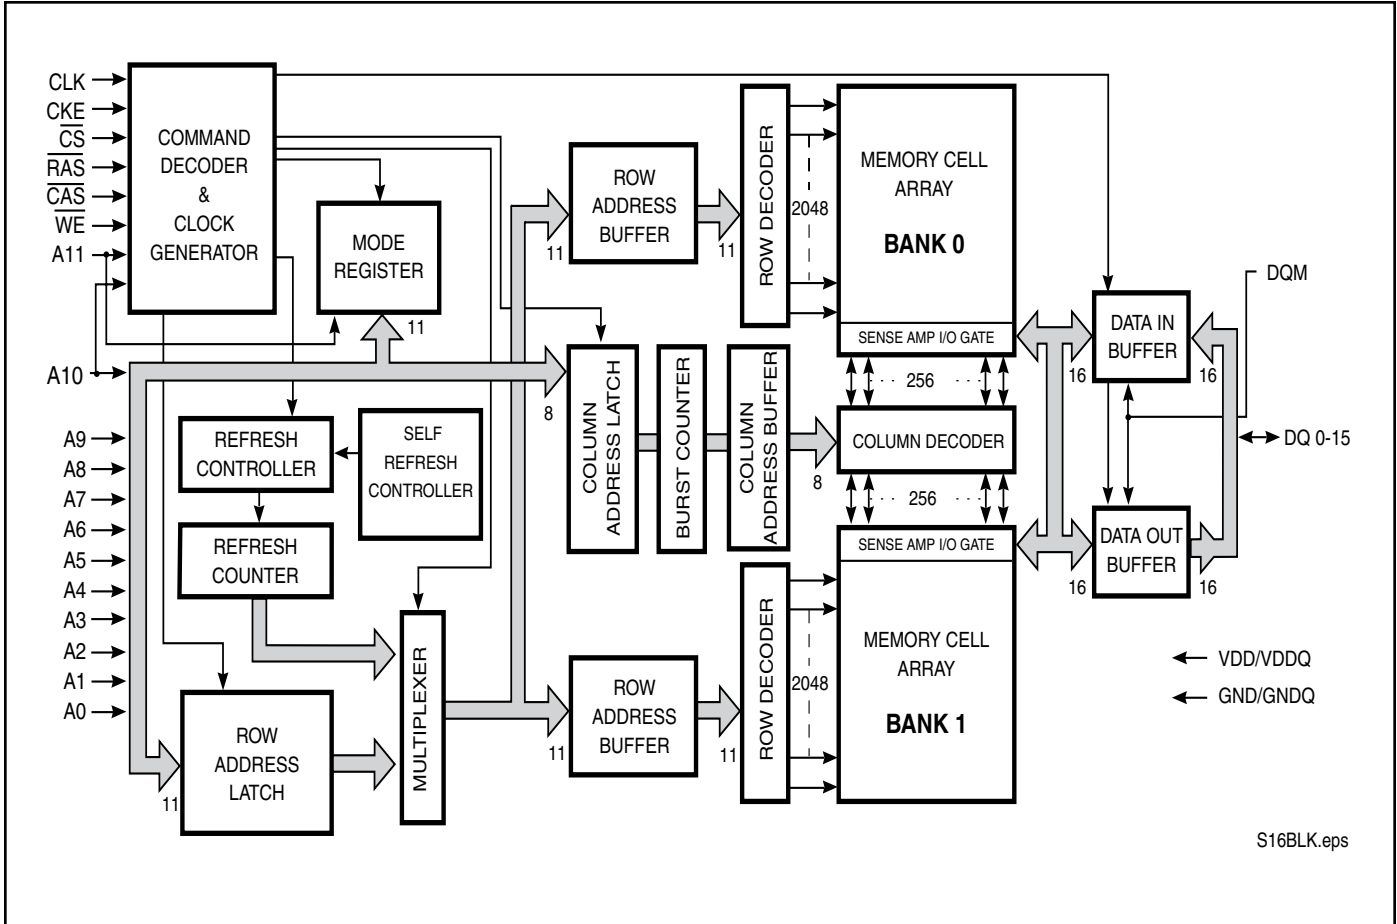 CLK
CKE
CS
RAS
CAS
WE
A11
A10
A9
A8
A7
A6
A5
A4
A3
A2
A1
A0
COMMAND
DECODER
&
CLOCK
GENERATOR
MODE
REGISTER
11
REFRESH
CONTROLLER
SELF
REFRESH
CONTROLLER
REFRESH
COUNTER
ROW
ADDRESS
LATCH
11
MULTIPLEXER
ROW
ADDRESS
BUFFER
11
11
ROW DECODER
2048
MEMORY CELL
ARRAY
BANK 0
SENSE AMP I/O GATE
8
COLUMN
ADDRESS LATCH
BURST COUNTER
COLUMN
ADDRESS BUFFER
8
· · · 256 · · ·
COLUMN DECODER
· · · 256 · · ·
ROW
ADDRESS
BUFFER
11
11
ROW DECODER
2048
SENSE AMP I/O GATE
MEMORY CELL
ARRAY
BANK 1
DQM
DATA IN
BUFFER
16
16
DQ 0-15
DATA OUT
BUFFER
16
16
VDD/VDDQ
GND/GNDQ
S16BLK.eps